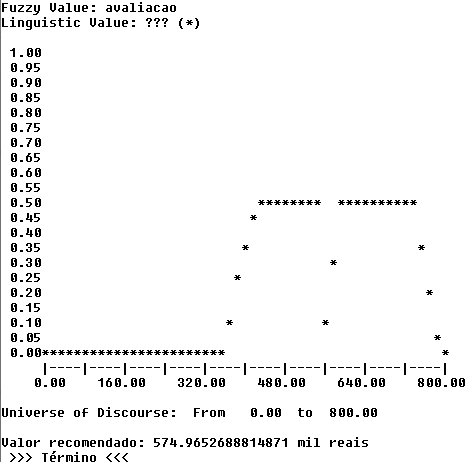 Fuzzy Value: avaliacao
Linguistic Value: ??? (*)
1.00
0.95
0.90
0.85
0.80
0.75
0.70
0.65
0.60
0.55
0.50                           ********  **********
0.45                          *
0.40
0.35                         *                     *
0.30                                    *
0.25                        *
0.20                                                *
0.15
0.10                       *           *
0.05                                                 *
0.00***********************                           *
|----|----|----|----|----|----|----|----|----|----|
0.00      160.00    320.00    480.00    640.00    800.00
Universe of Discourse:  From   0.00  to  800.00
Valor recomendado: 574.9652688814871 mil reais
>>> Término <<<